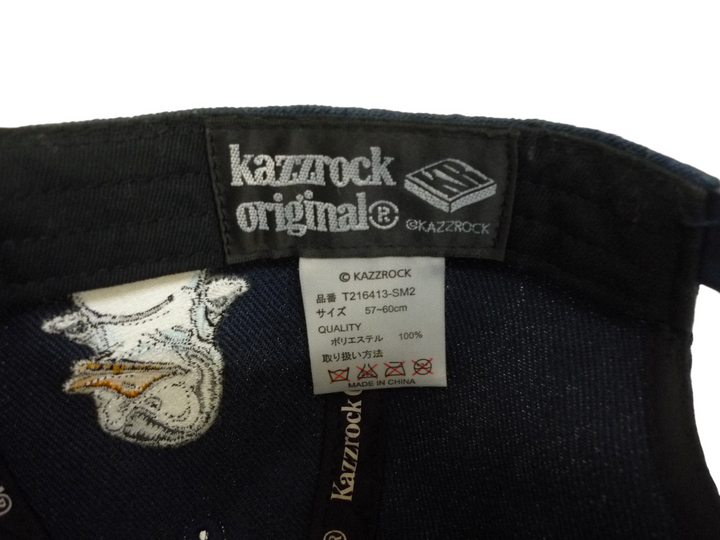 kazzrock
original®
KR
©KAZZROCK
© KAZZROCK
品番 T216413-SM2
サイズ 57~60cm
QUALITY
ポリエステル 100%
取り扱い方法
MADE IN CHINA
® Kazzrock